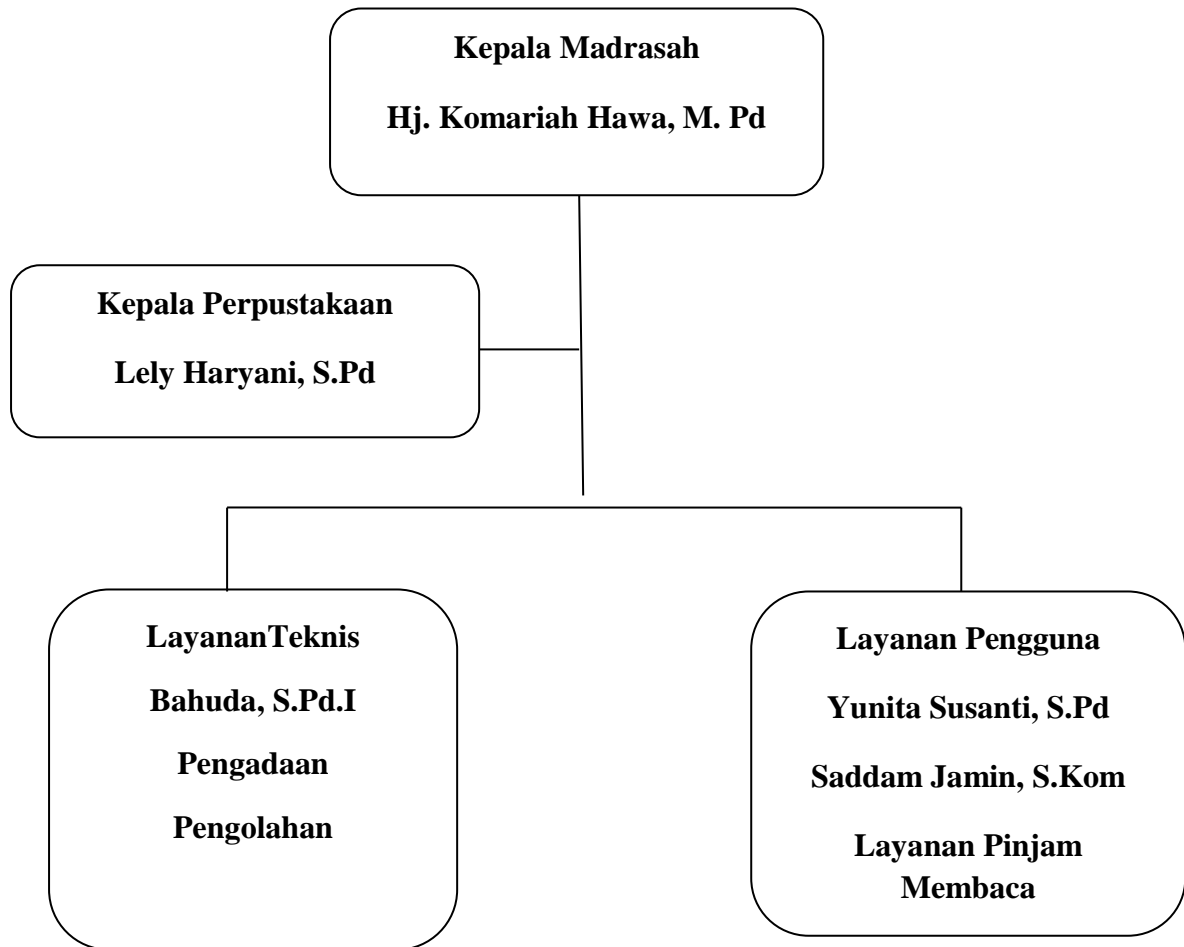 Kepala Madrasah
Hj. Komariah Hawa, M. Pd
Kepala Perpustakaan
Lely Haryani, S.Pd
LayananTeknis
Bahuda, S.Pd.I
Pengadaan
Pengolahan
Layanan Pengguna
Yunita Susanti, S.Pd
Saddam Jamin, S.Kom
Layanan Pinjam
Membaca